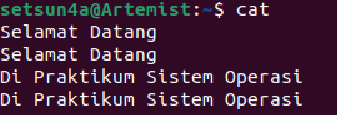 setsun4a@Artemist:~$ cat
Selamat Datang
Selamat Datang
Di Praktikum Sistem Operasi
Di Praktikum Sistem Operasi